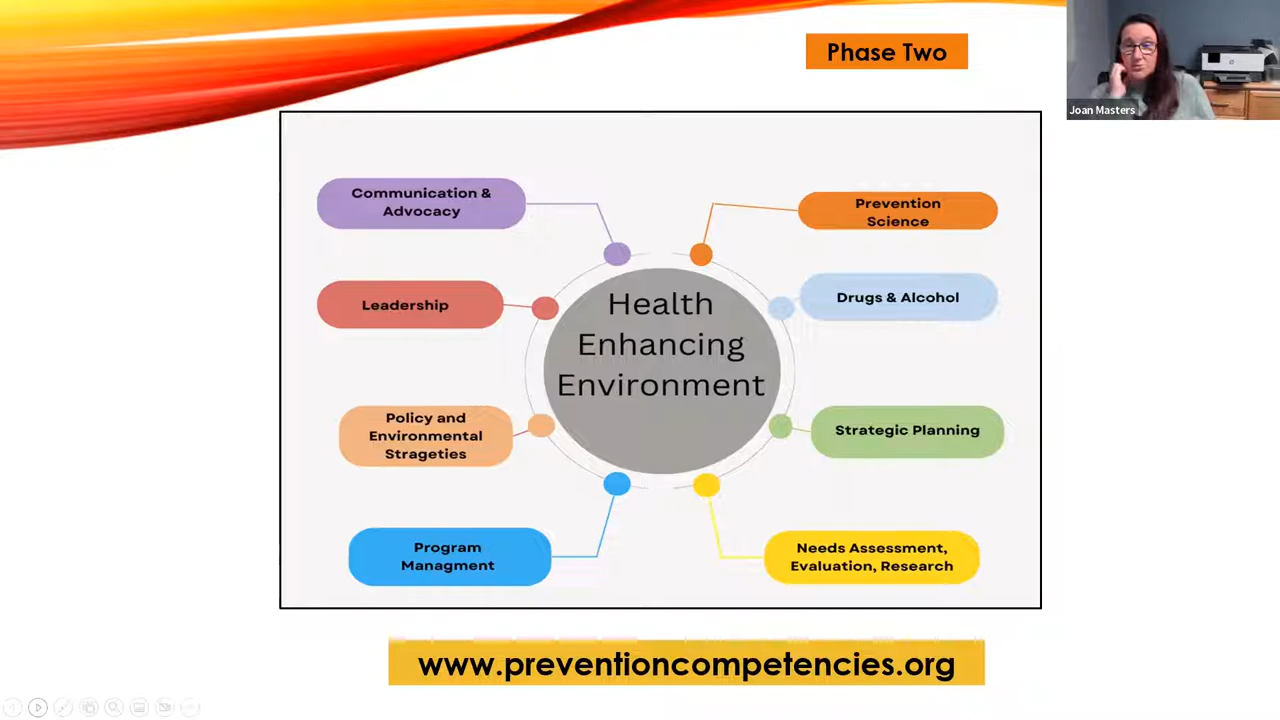 Phase Two
Joan Masters
Communication &
Advocacy
Prevention
Science
Leadership
Drugs & Alcohol
Health
Enhancing
Environment
Policy and
Environmental
Strageties
Strategic Planning
Program
Managment
Needs Assessment,
Evaluation, Research
www.preventioncompetencies.org